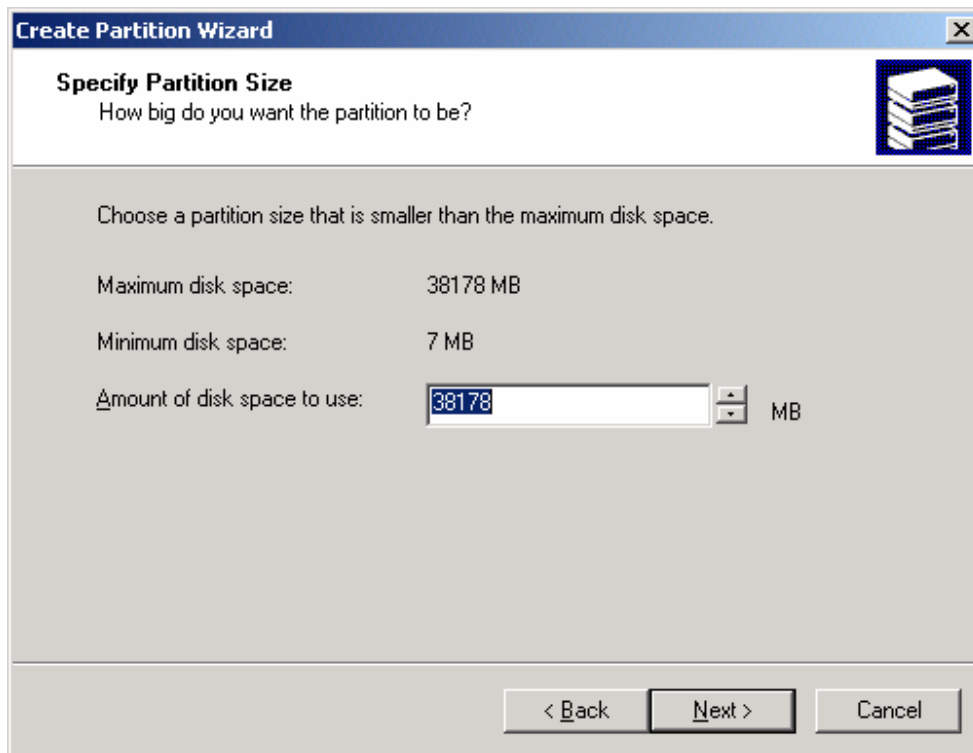 Create Partition Wizard
Specify Partition Size
How big do you want the partition to be?
Choose a partition size that is smaller than the maximum disk space.
Maximum disk space: 38178 MB
Minimum disk space: 7 MB
Amount of disk space to use: 38178 MB
< Back Next > Cancel